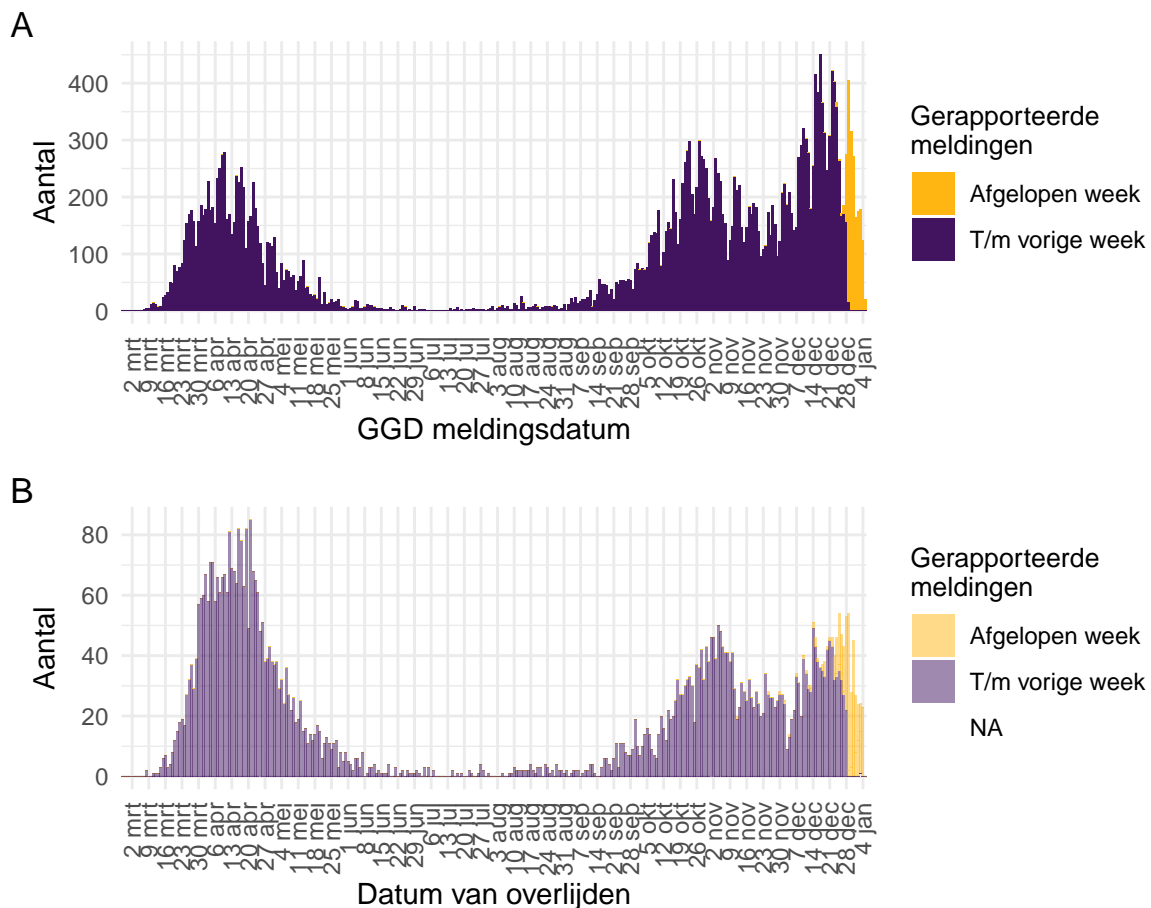 A
Aantal
400
300
200
100
0
2 mrt
9 mrt
16 mrt
23 mrt
30 mrt
6 apr
13 apr
20 apr
27 apr
4 mei
11 mei
18 mei
25 mei
1 jun
8 jun
15 jun
22 jun
29 jun
6 jul
13 jul
20 jul
27 jul
3 aug
10 aug
17 aug
24 aug
31 aug
7 sep
14 sep
21 sep
28 sep
5 okt
12 okt
19 okt
26 okt
2 nov
9 nov
16 nov
23 nov
30 nov
7 dec
14 dec
21 dec
28 dec
4 jan
GGD meldingsdatum
Gerapporteerde
meldingen
Afgelopen week
T/m vorige week
B
Aantal
80
60
40
20
0
2 mrt
9 mrt
16 mrt
23 mrt
30 mrt
6 apr
13 apr
20 apr
27 apr
4 mei
11 mei
18 mei
25 mei
1 jun
8 jun
15 jun
22 jun
29 jun
6 jul
13 jul
20 jul
27 jul
3 aug
10 aug
17 aug
24 aug
31 aug
7 sep
14 sep
21 sep
28 sep
5 okt
12 okt
19 okt
26 okt
2 nov
9 nov
16 nov
23 nov
30 nov
7 dec
14 dec
21 dec
28 dec
4 jan
Datum van overlijden
Gerapporteerde
meldingen
Afgelopen week
T/m vorige week
NA